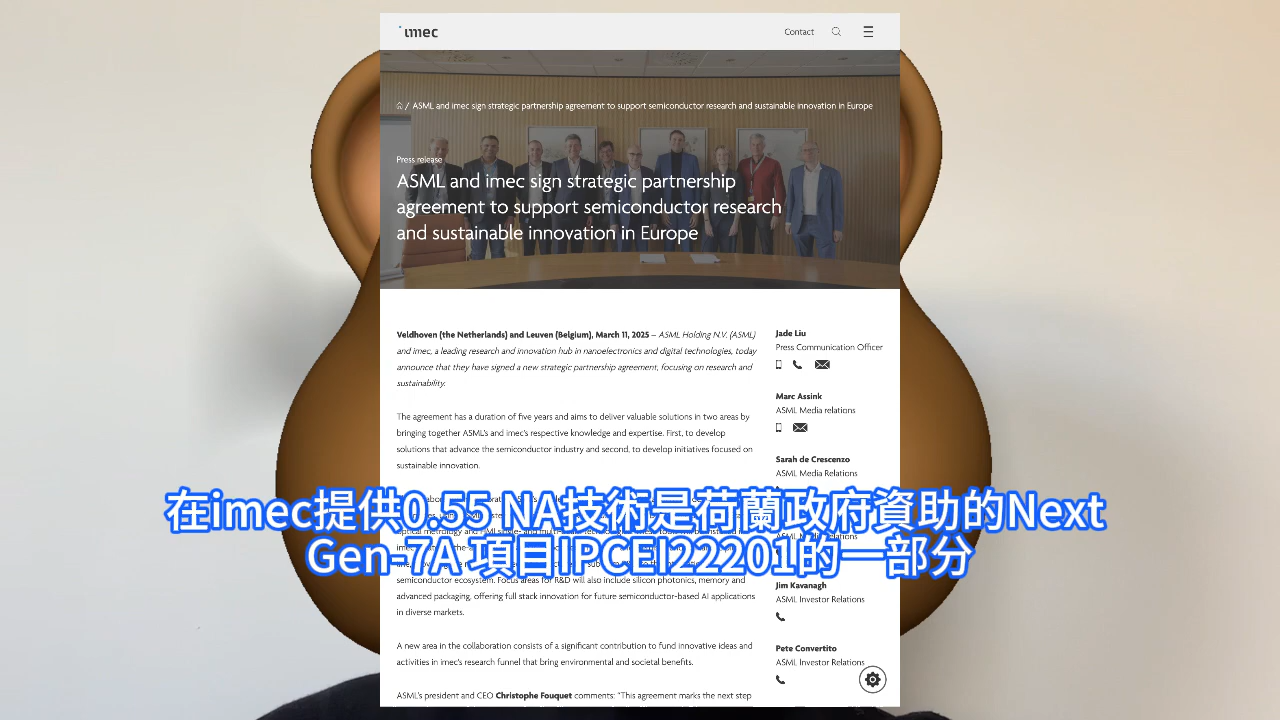 imec
Contact
/ ASML and imec sign strategic partnership agreement to support semiconductor research and sustainable innovation in Europe
Press release
ASML and imec sign strategic partnership
agreement to support semiconductor research
and sustainable innovation in Europe
Veldhoven (the Netherlands) and Leuven (Belgium), March 11, 2025 – ASML Holding N.V. (ASML)
and imec, a leading research and innovation hub in nanoelectronics and digital technologies, today
announce that they have signed a new strategic partnership agreement, focusing on research and
sustainability.
The agreement has a duration of five years and aims to deliver valuable solutions in two areas by
bringing together ASML's and imec's respective knowledge and expertise. First, to develop
solutions that advance the semiconductor industry and second, to develop initiatives focused on
sustainable innovation.
semiconductor ecosystem. Focus areas for R&D will also include silicon photonics, memory and
advanced packaging, offering full stack innovation for future semiconductor-based AI applications
in diverse markets.
A new area in the collaboration consists of a significant contribution to fund innovative ideas and
activities in imec's research funnel that bring environmental and societal benefits.
ASML's president and CEO Christophe Fouquet comments: “This agreement marks the next step
Jade Liu
Press Communication Officer
Marc Assink
ASML Media relations
Sarah de Crescenzo
ASML Media Relations
ASML Media Relations
Jim Kavanagh
ASML Investor Relations
Pete Convertito
ASML Investor Relations
在imec提供0.55 NA技術是荷蘭政府資助的Next
Gen-7A 項目IPCEI22201的一部分